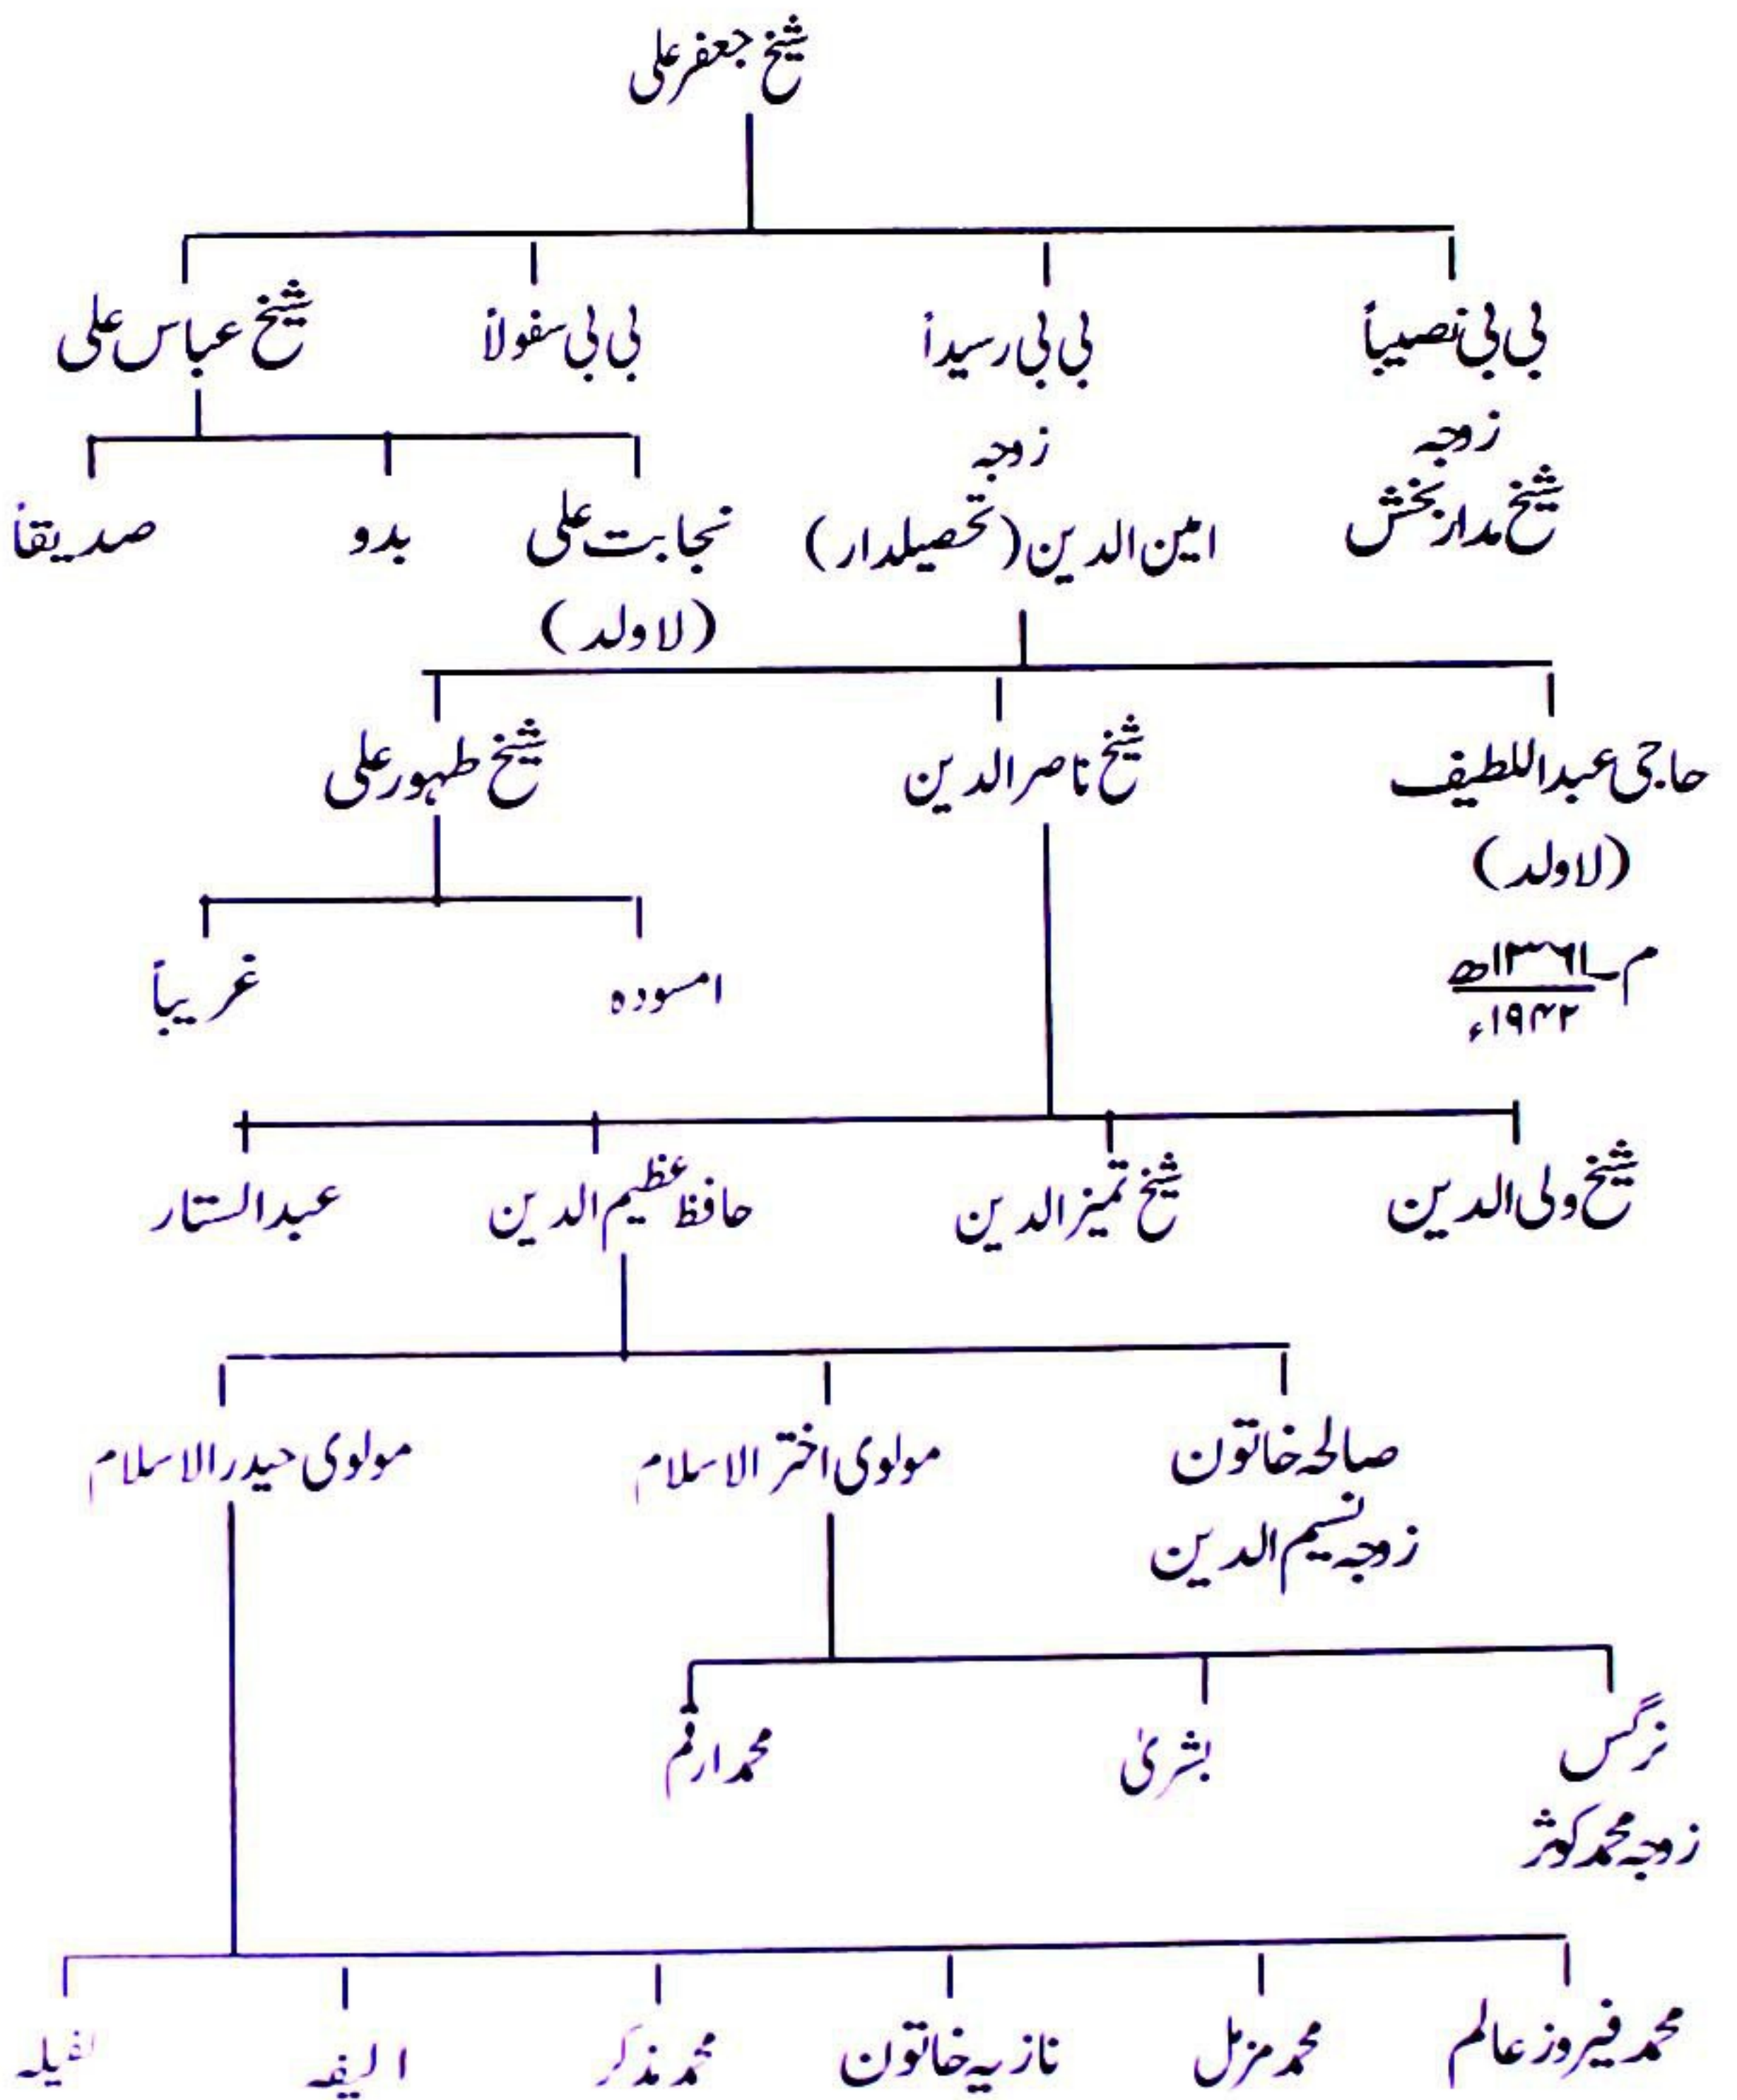 شیخ جعفر علی
بی بی نصیباً
بی بی رسیداً
بی بی سفولاً
شیخ عباس علی
زوجہ
شیخ مدار بخش
زوجہ
امین الدین (تحصیلدار)
نجابت علی
(لا ولد)
بدو
صدیقاً
حاجی عبداللطیف
(لا ولد)
م ۱۳۶۱ھ
۱۹۴۲ء
شیخ ناصر الدین
شیخ طہور علی
امسودہ
غریباً
شیخ ولی الدین
شیخ تمیز الدین
حافظ عظیم الدین
عبدالستار
صالحہ خاتون
زوجہ نسیم الدین
مولوی اختر الاسلام
مولوی حیدر الاسلام
نرگس
زوجہ محمد کوثر
بشریٰ
محمد ارقم
محمد فیروز عالم
محمد مزمل
نازیہ خاتون
محمد مذکر
الیفہ